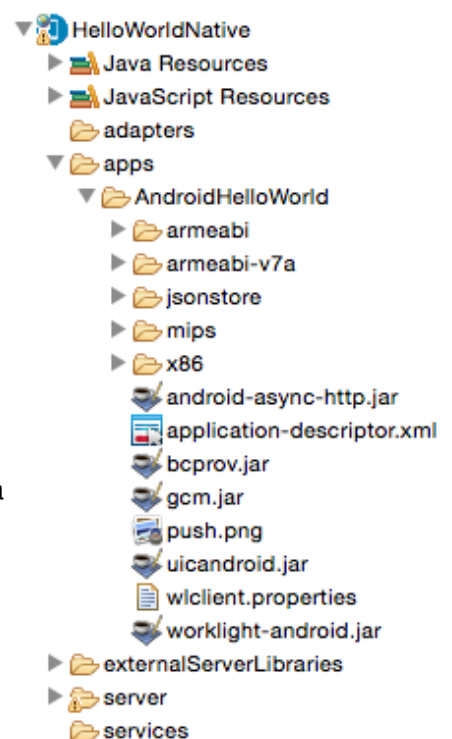 HelloWorldNative
Java Resources
JavaScript Resources
adapters
apps
AndroidHelloWorld
armeabi
armeabi-v7a
jsonstore
mips
x86
android-async-http.jar
application-descriptor.xml
bcprov.jar
gcm.jar
push.png
uicandroid.jar
wlclient.properties
worklight-android.jar
externalServerLibraries
server
services